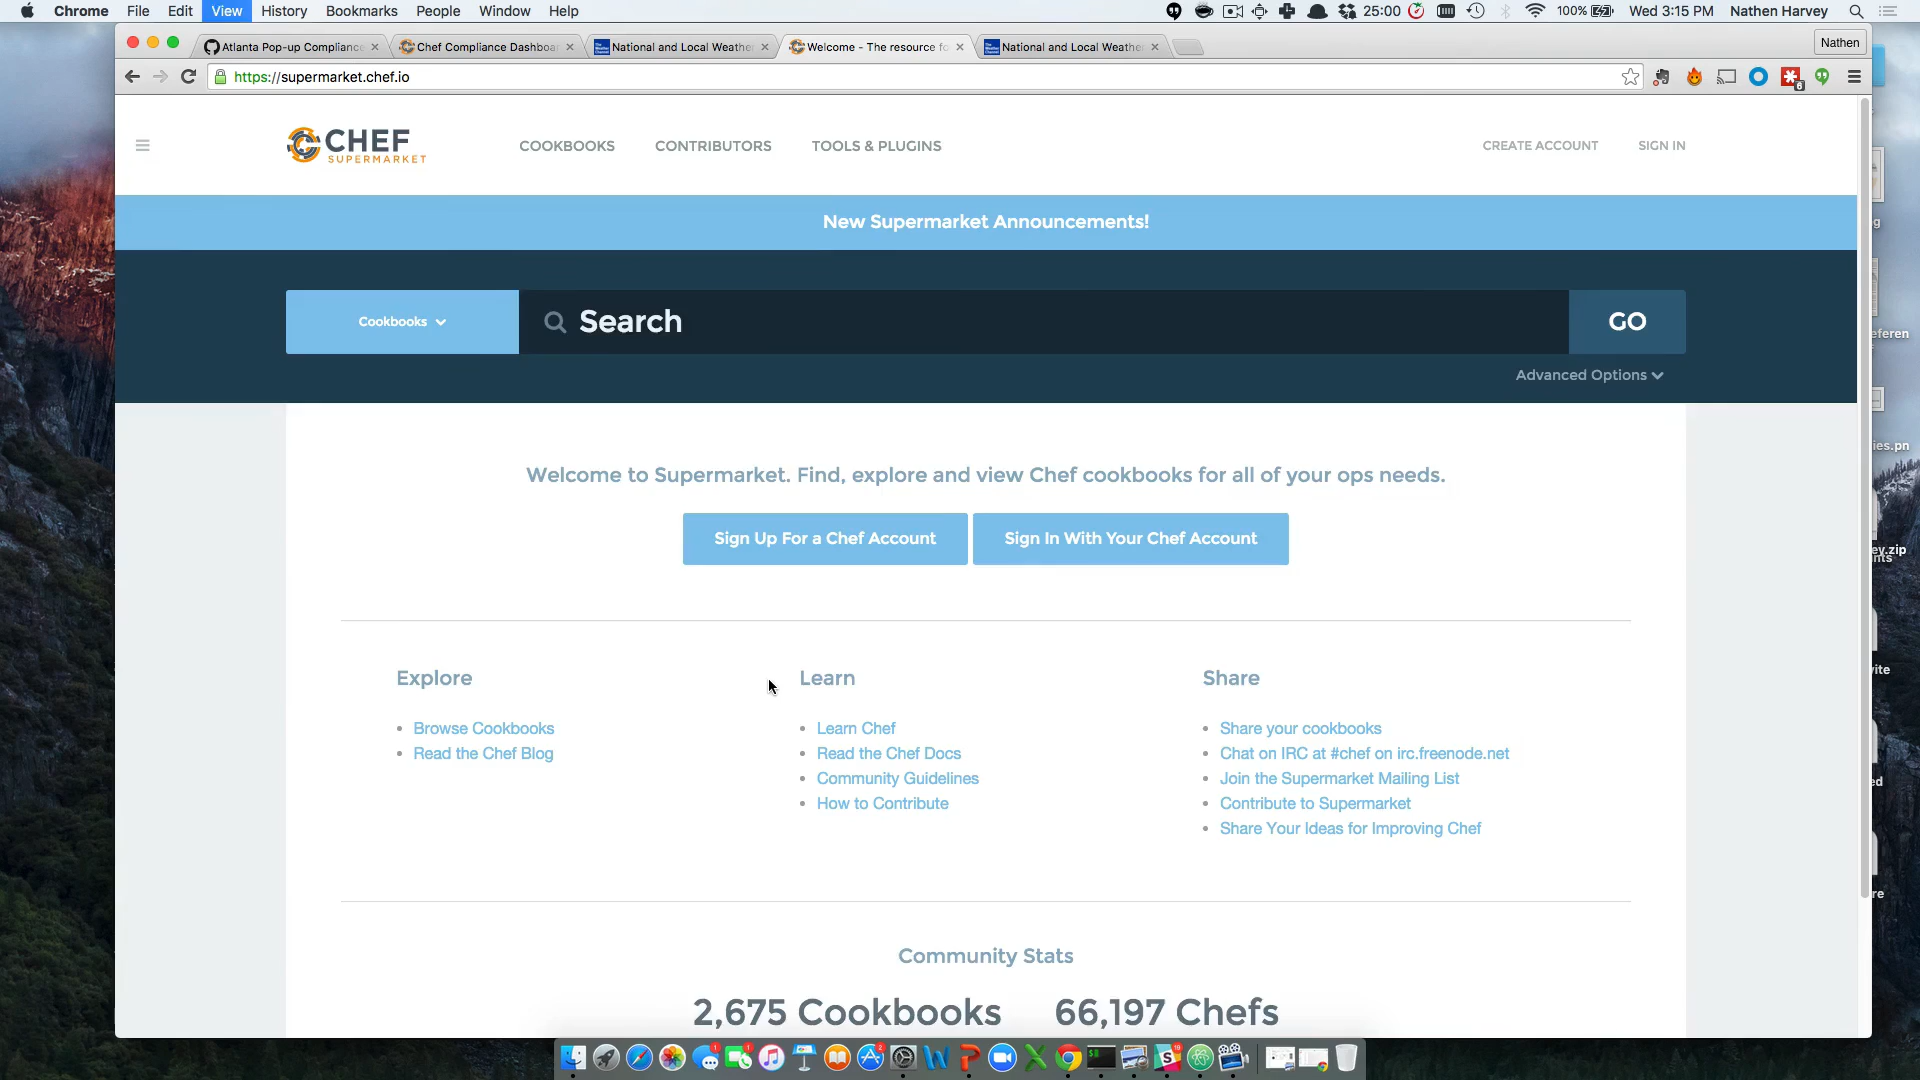 Chrome File Edit View History Bookmarks People Window Help 25:00 100% Wed 3:15 PM Nathen Harvey
Atlanta Pop-up Compliance Chef Compliance Dashboa National and Local Weathe Welcome - The resource fo National and Local Weathe Nathen
https://supermarket.chef.io
6
CHEF
SUPERMARKET
COOKBOOKS CONTRIBUTORS TOOLS & PLUGINS CREATE ACCOUNT SIGN IN
New Supermarket Announcements!
Cookbooks Search GO
Advanced Options
Welcome to Supermarket. Find, explore and view Chef cookbooks for all of your ops needs.
Sign Up For a Chef Account Sign In With Your Chef Account
Explore
Browse Cookbooks
Read the Chef Blog
Learn
Learn Chef
Read the Chef Docs
Community Guidelines
How to Contribute
Share
Share your cookbooks
Chat on IRC at #chef on irc.freenode.net
Join the Supermarket Mailing List
Contribute to Supermarket
Share Your Ideas for Improving Chef
Community Stats
2,675 Cookbooks 66,197 Chefs
eferen
ies.pn
ey.zip